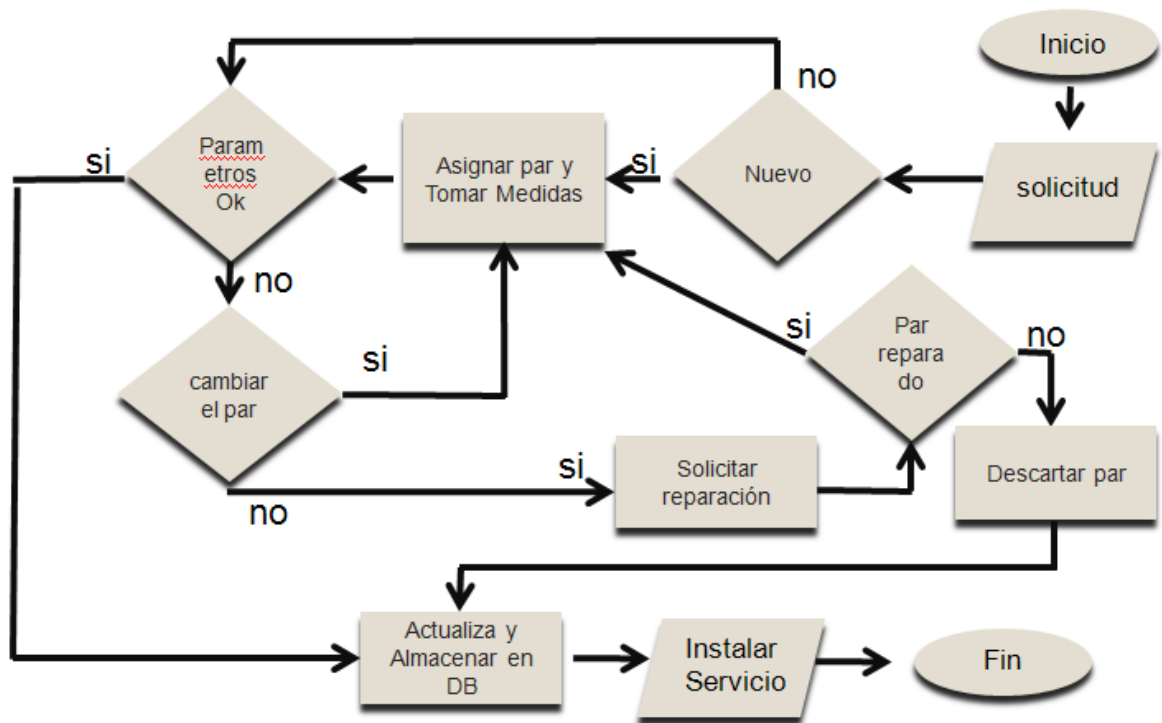 Inicio
no
Param
etros
Ok
si
Asignar par y
Tomar Medidas
si
Nuevo
solicitud
no
cambiar
el par
si
si
Par
repara
do
no
no
si
Solicitar
reparación
Descartar par
Actualiza y
Almacenar en
DB
Instalar
Servicio
Fin